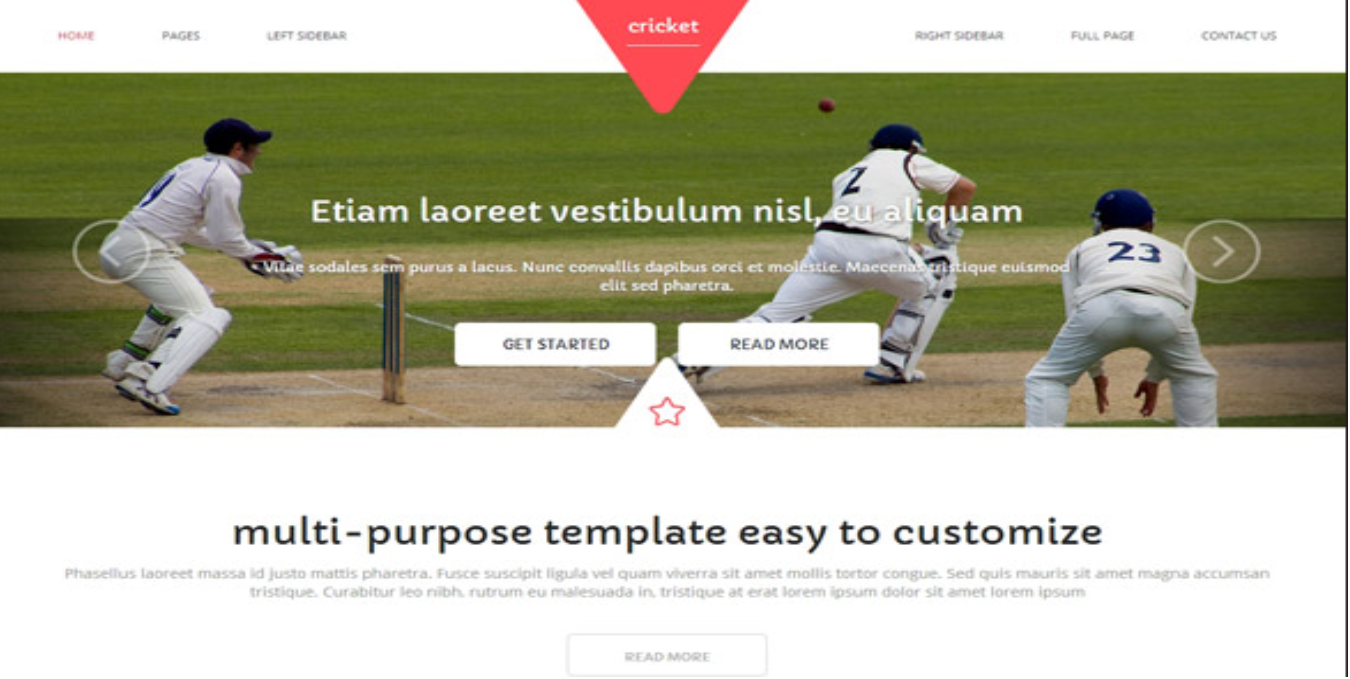 HOME PAGES LEFT SIDEBAR cricket RIGHT SIDEBAR FULL PAGE CONTACT US
2
Etiam laoreet vestibulum nisl, eu aliquam
23
Vitae sodales sem purus a lacus. Nunc convallis dapibus orci et molestie. Maecenas tristique euismod
elit sed pharetra.
GET STARTED READ MORE
multi-purpose template easy to customize
Phasellus laoreet massa id justo mattis pharetra. Fusce suscipit ligula vel quam viverra sit amet mollis tortor congue. Sed quis mauris sit amet magna accumsan
tristique. Curabitur leo nibh, rutrum eu malesuada in, tristique at erat lorem ipsum dolor sit amet lorem ipsum
READ MORE